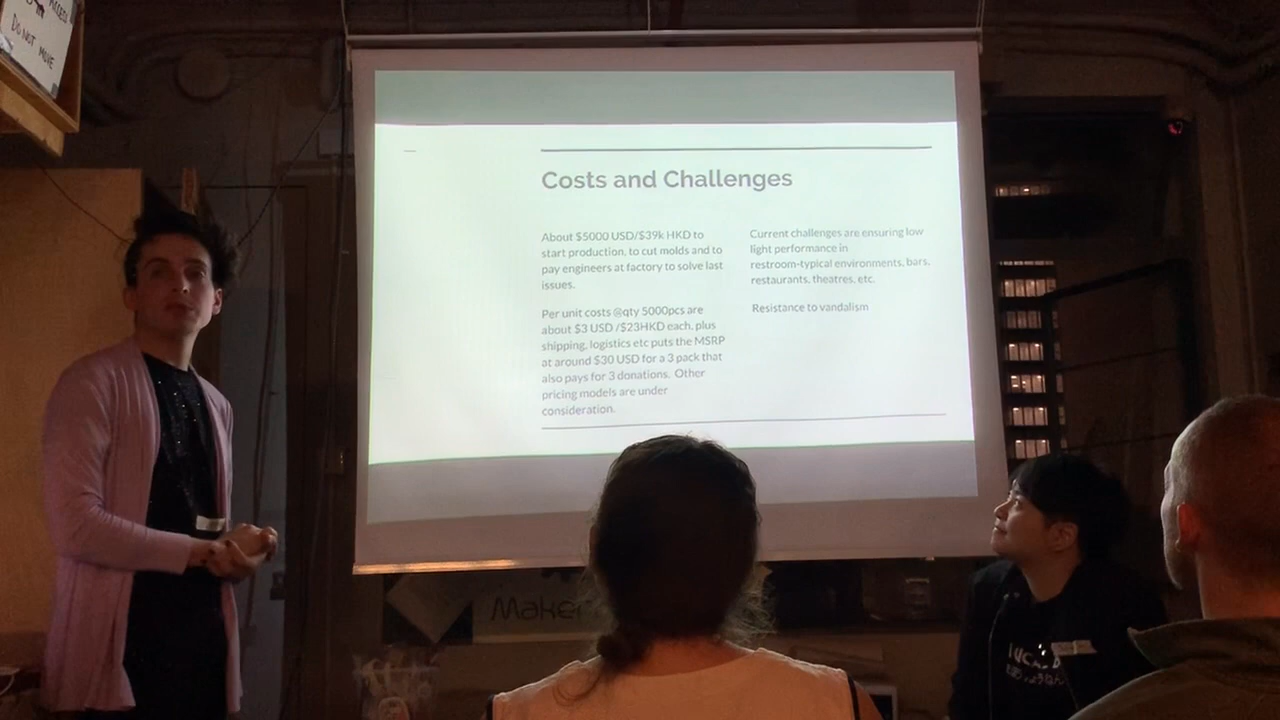 ACCESS
DO NOT MOVE
Costs and Challenges
About $5000 USD/$39k HKD to
start production, to cut molds and to
pay engineers at factory to solve last
issues.
Per unit costs @qty 5000pcs are
about $3 USD /$23HKD each, plus
shipping, logistics etc puts the MSRP
at around $30 USD for a 3 pack that
also pays for 3 donations. Other
pricing models are under
consideration.
Current challenges are ensuring low
light performance in
restroom-typical environments, bars,
restaurants, theatres, etc.
Resistance to vandalism
Maker